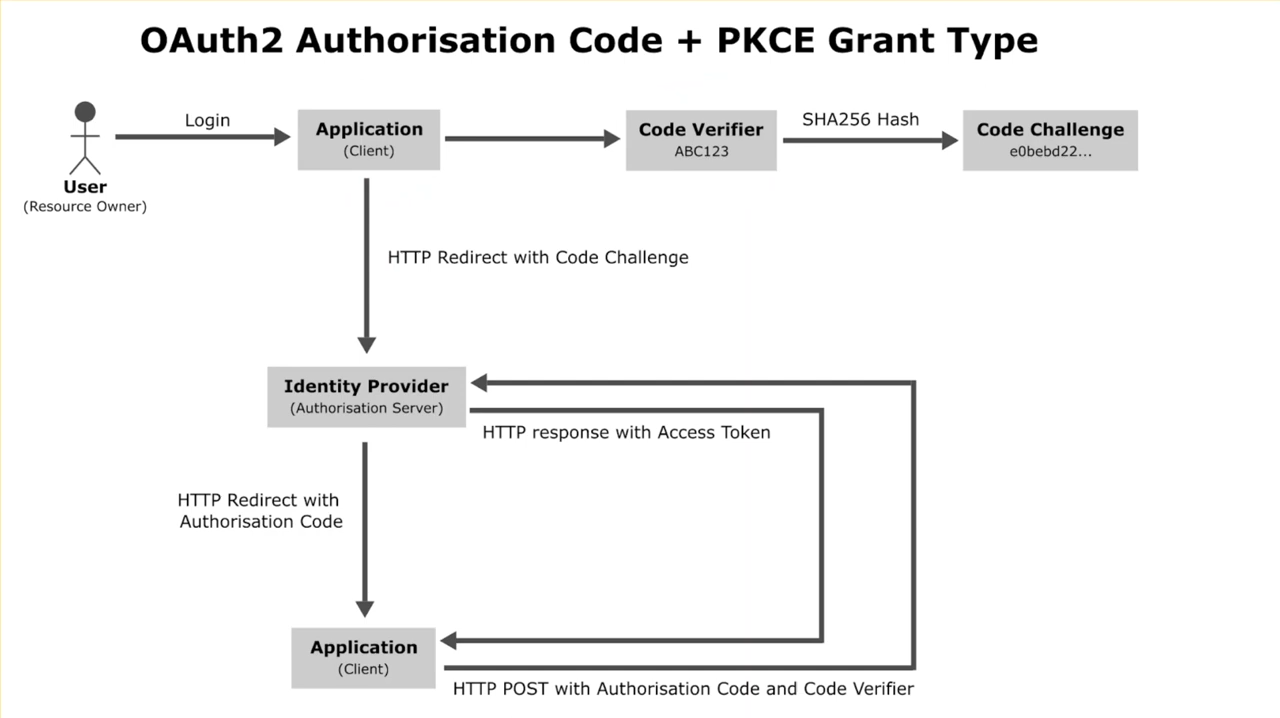 OAuth2 Authorisation Code + PKCE Grant Type
Login
User
(Resource Owner)
Application
(Client)
Code Verifier
ABC123
SHA256 Hash
Code Challenge
e0bebd22...
HTTP Redirect with Code Challenge
Identity Provider
(Authorisation Server)
HTTP response with Access Token
HTTP Redirect with
Authorisation Code
Application
(Client)
HTTP POST with Authorisation Code and Code Verifier